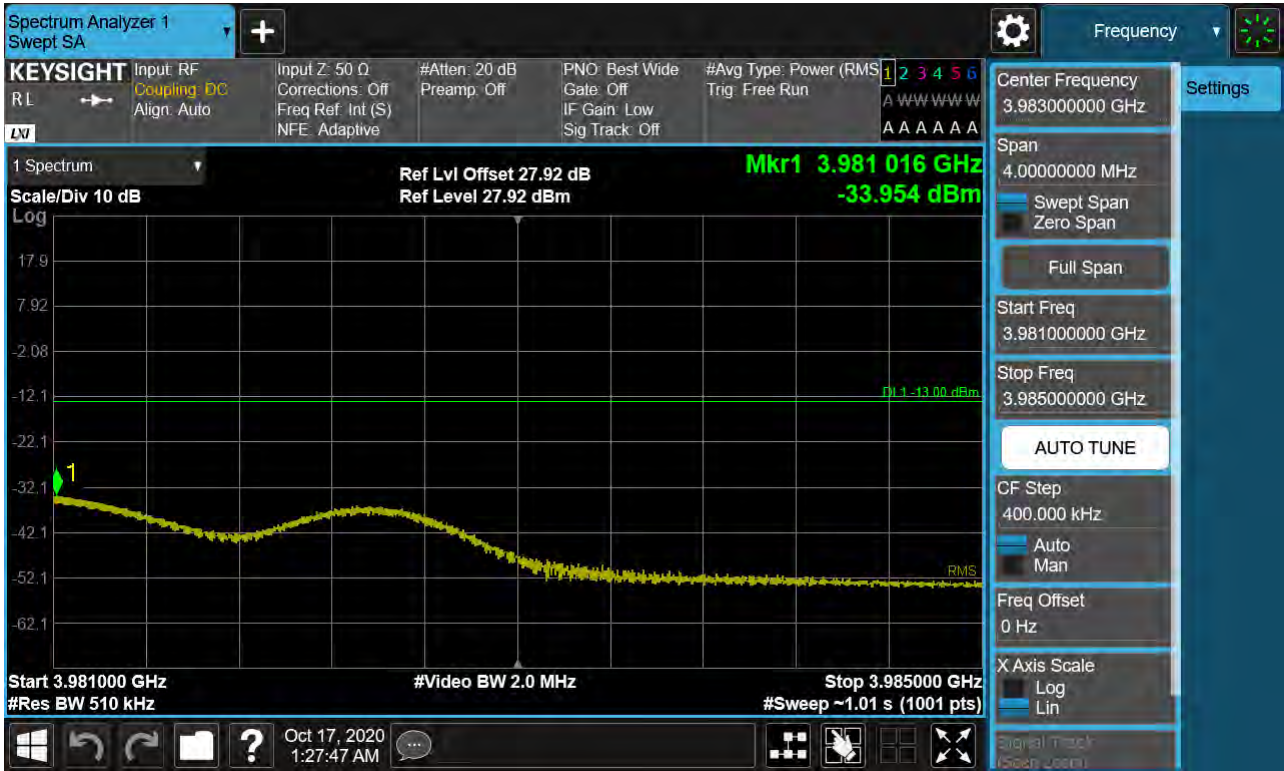 Spectrum Analyzer 1
Swept SA
Frequency
KEYSIGHT
RL
LXI
Input: RF
Coupling: DC
Align: Auto
Input Z: 50 Ω
Corrections: Off
Freq Ref: Int (S)
NFE: Adaptive
#Atten: 20 dB
Preamp: Off
PNO: Best Wide
Gate: Off
IF Gain: Low
Sig Track: Off
#Avg Type: Power (RMS
Trig: Free Run
1 2 3 4 5 6
A W W W W W
A A A A A A
1 Spectrum
Scale/Div 10 dB
Ref Lvl Offset 27.92 dB
Ref Level 27.92 dBm
Mkr1 3.981 016 GHz
-33.954 dBm
Log
17.9
7.92
-2.08
-12.1
-22.1
-32.1
-42.1
-52.1
-62.1
DL1 -13.00 dBm
1
RMS
Start 3.981000 GHz
#Video BW 2.0 MHz
Stop 3.985000 GHz
#Res BW 510 kHz
#Sweep ~1.01 s (1001 pts)
Center Frequency
3.983000000 GHz
Settings
Span
4.00000000 MHz
Swept Span
Zero Span
Full Span
Start Freq
3.981000000 GHz
Stop Freq
3.985000000 GHz
AUTO TUNE
CF Step
400.000 kHz
Auto
Man
Freq Offset
0 Hz
X Axis Scale
Log
Lin
Signal Track
(Span Zoom)
?
Oct 17, 2020
1:27:47 AM